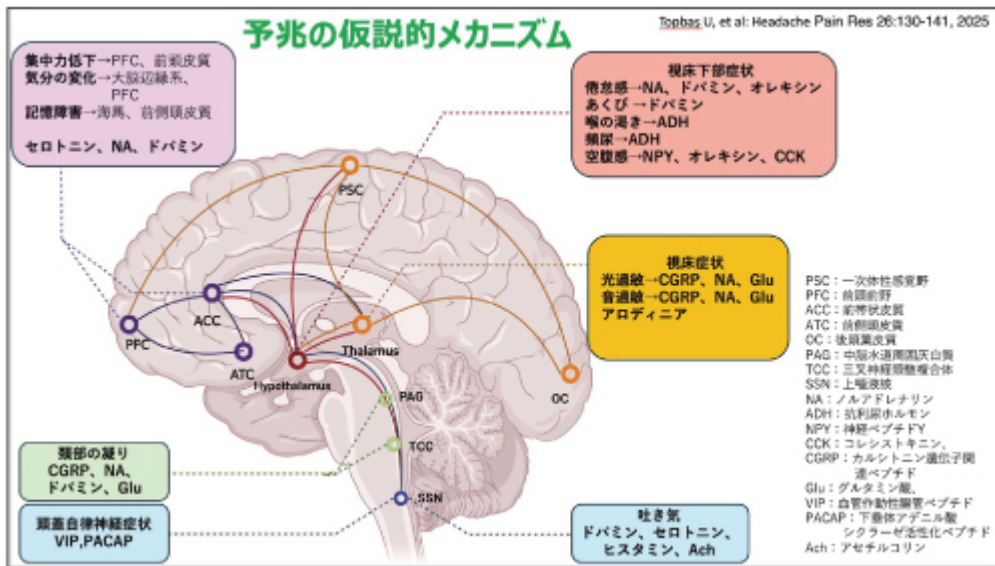 予兆の仮説的メカニズム
Topbaş U, et al: Headache Pain Res 26:130-141, 2025
集中力低下→PFC、前頭皮質
気分の変化→大脳辺縁系、
PFC
記憶障害→海馬、前側頭皮質
セロトニン、NA、ドパミン
視床下部症状
倦怠感→NA、ドパミン、オレキシン
あくび→ドパミン
喉の渇き→ADH
頻尿→ADH
空腹感→NPY、オレキシン、CCK
PSC
視床症状
光過敏→CGRP、NA、Glu
音過敏→CGRP、NA、Glu
アロディニア
ACC
PFC
ATC
Thalamus
Hypothalamus
OC
PAG
TCC
SSN
頚部の凝り
CGRP、NA、
ドパミン、Glu
頭蓋自律神経症状
VIP,PACAP
吐き気
ドパミン、セロトニン、
ヒスタミン、Ach
PSC：一次体性感覚野
PFC：前頭前野
ACC：前帯状皮質
ATC：前側頭皮質
OC：後頭葉皮質
PAG：中脳水道周囲灰白質
TCC：三叉神経頸髄複合体
SSN：上唾液核
NA：ノルアドレナリン
ADH：抗利尿ホルモン
NPY：神経ペプチドY
CCK：コレシストキニン、
CGRP：カルシトニン遺伝子関
連ペプチド
Glu：グルタミン酸、
VIP：血管作動性腸管ペプチド
PACAP：下垂体アデニル酸
シクラーゼ活性化ペプチド
Ach：アセチルコリン